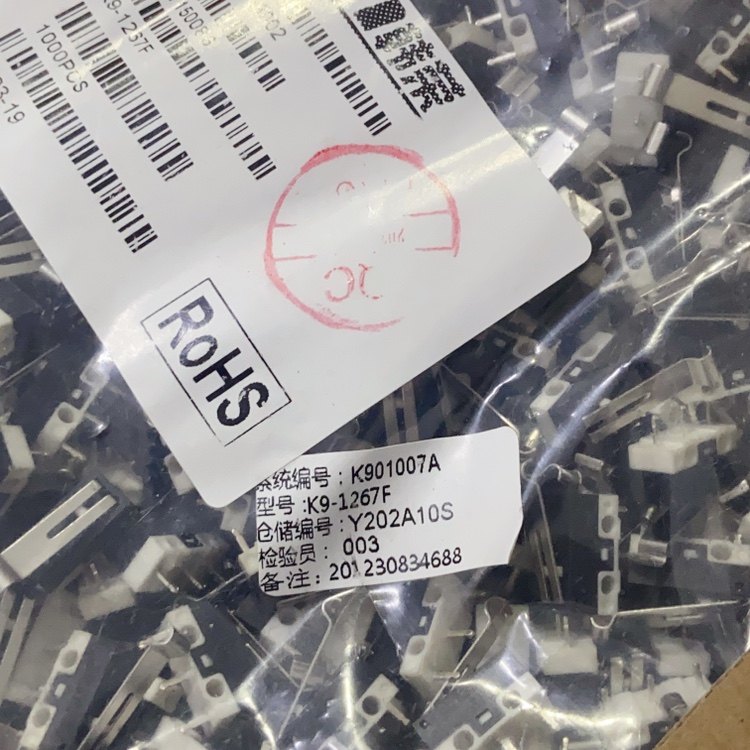 K9-1267F
1000PCS
RoHS
系统编号：K901007A
型号:K9-1267F
仓储编号:Y202A10S
检验员：003
备注：201230834688